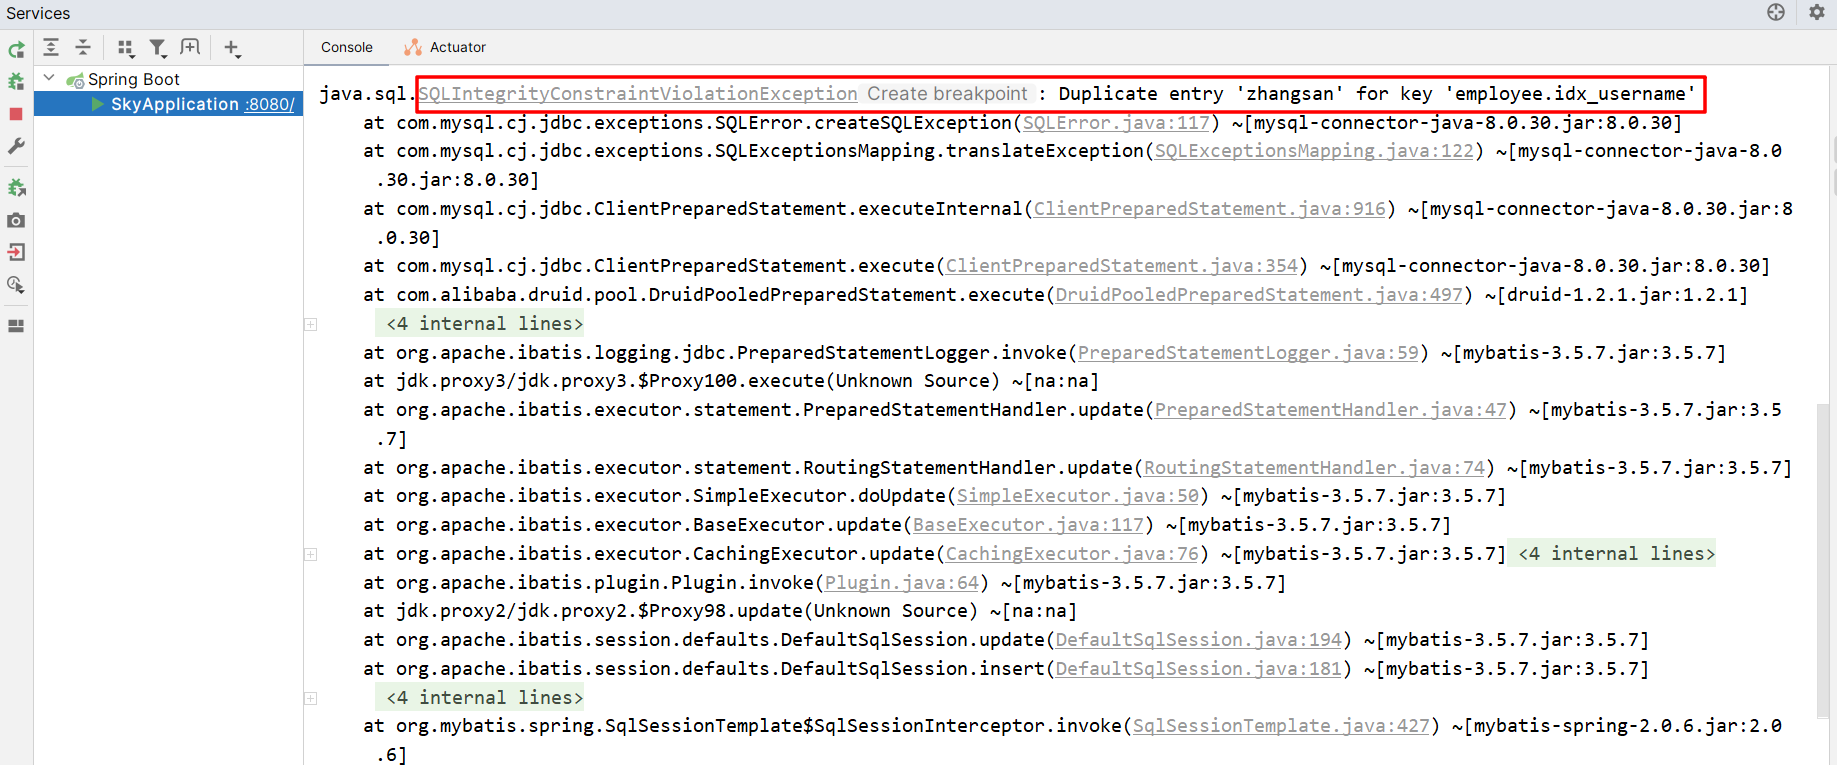 Services
Console
Actuator
Spring Boot
SkyApplication :8080/
java.sql.SQLIntegrityConstraintViolationException Create breakpoint : Duplicate entry 'zhangsan' for key 'employee.idx_username'
at com.mysql.cj.jdbc.exceptions.SQLError.createSQLException(SQLError.java:117) ~[mysql-connector-java-8.0.30.jar:8.0.30]
at com.mysql.cj.jdbc.exceptions.SQLExceptionsMapping.translateException(SQLExceptionsMapping.java:122) ~[mysql-connector-java-8.0
.30.jar:8.0.30]
at com.mysql.cj.jdbc.ClientPreparedStatement.executeInternal(ClientPreparedStatement.java:916) ~[mysql-connector-java-8.0.30.jar:8
.0.30]
at com.mysql.cj.jdbc.ClientPreparedStatement.execute(ClientPreparedStatement.java:354) ~[mysql-connector-java-8.0.30.jar:8.0.30]
at com.alibaba.druid.pool.DruidPooledPreparedStatement.execute(DruidPooledPreparedStatement.java:497) ~[druid-1.2.1.jar:1.2.1]
<4 internal lines>
at org.apache.ibatis.logging.jdbc.PreparedStatementLogger.invoke(PreparedStatementLogger.java:59) ~[mybatis-3.5.7.jar:3.5.7]
at jdk.proxy3/jdk.proxy3.$Proxy100.execute(Unknown Source) ~[na:na]
at org.apache.ibatis.executor.statement.PreparedStatementHandler.update(PreparedStatementHandler.java:47) ~[mybatis-3.5.7.jar:3.5
.7]
at org.apache.ibatis.executor.statement.RoutingStatementHandler.update(RoutingStatementHandler.java:74) ~[mybatis-3.5.7.jar:3.5.7]
at org.apache.ibatis.executor.SimpleExecutor.doUpdate(SimpleExecutor.java:50) ~[mybatis-3.5.7.jar:3.5.7]
at org.apache.ibatis.executor.BaseExecutor.update(BaseExecutor.java:117) ~[mybatis-3.5.7.jar:3.5.7]
at org.apache.ibatis.executor.CachingExecutor.update(CachingExecutor.java:76) ~[mybatis-3.5.7.jar:3.5.7] <4 internal lines>
at org.apache.ibatis.plugin.Plugin.invoke(Plugin.java:64) ~[mybatis-3.5.7.jar:3.5.7]
at jdk.proxy2/jdk.proxy2.$Proxy98.update(Unknown Source) ~[na:na]
at org.apache.ibatis.session.defaults.DefaultSqlSession.update(DefaultSqlSession.java:194) ~[mybatis-3.5.7.jar:3.5.7]
at org.apache.ibatis.session.defaults.DefaultSqlSession.insert(DefaultSqlSession.java:181) ~[mybatis-3.5.7.jar:3.5.7]
<4 internal lines>
at org.mybatis.spring.SqlSessionTemplate$SqlSessionInterceptor.invoke(SqlSessionTemplate.java:427) ~[mybatis-spring-2.0.6.jar:2.0
.6]